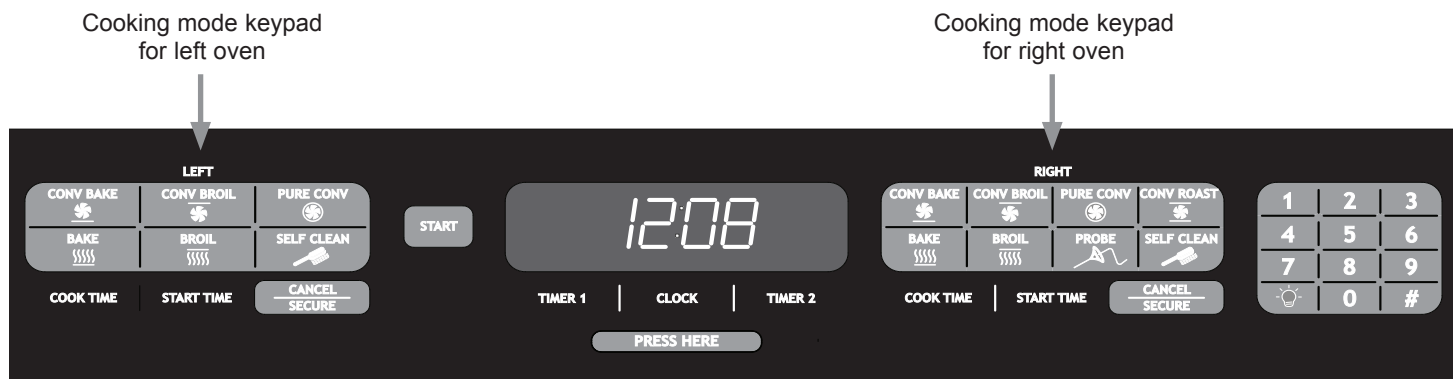 Cooking mode keypad
for left oven
Cooking mode keypad
for right oven
LEFT
CONV BAKE CONV BROIL PURE CONV
BAKE BROIL SELF CLEAN
COOK TIME START TIME CANCEL
SECURE
START
12:08
TIMER 1 CLOCK TIMER 2
PRESS HERE
RIGHT
CONV BAKE CONV BROIL PURE CONV CONV ROAST
BAKE BROIL PROBE SELF CLEAN
COOK TIME START TIME CANCEL
SECURE
1 2 3
4 5 6
7 8 9
0 #